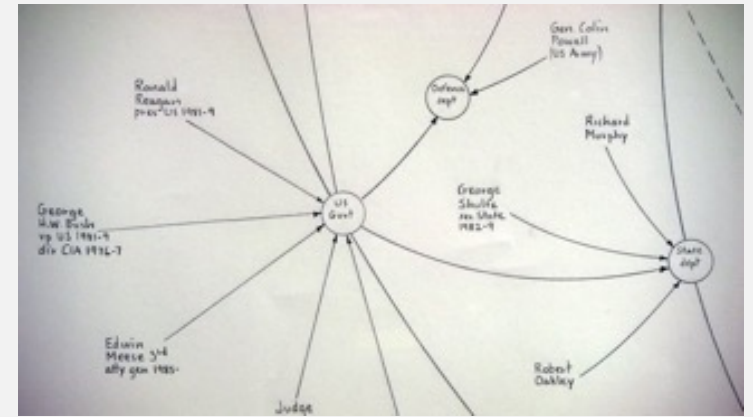 Gen. Colin
Powell
(US Army)
Defense
dept
Ronald
Reagan
pres US 1981-9
Richard
Murphy
US
Govt
George
sec State
1982-9
George
H.W. Bush
vp US 1981-9
dir CIA 1976-7
State
dept
Edwin
Meese 3rd
atty gen 1985-
Robert
Oakley
Judge